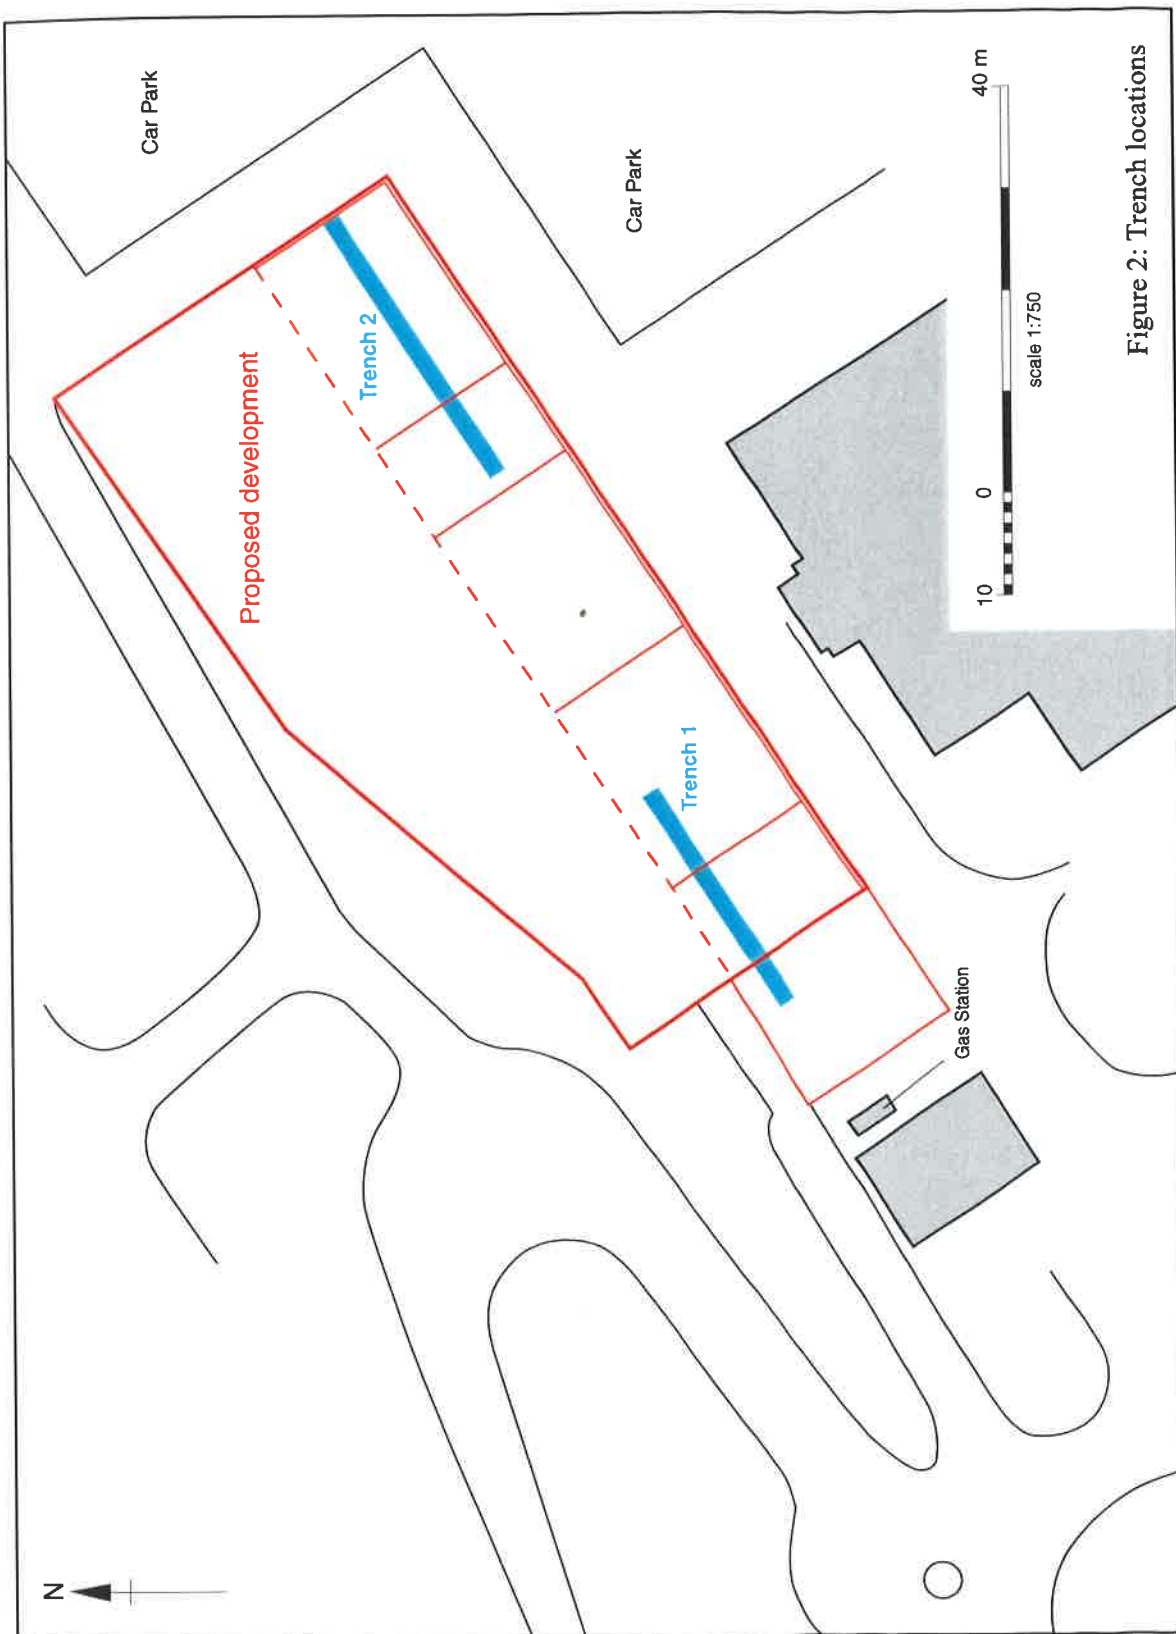 N
Car Park
Proposed development
Trench 2
Car Park
Trench 1
Gas Station
10 0 40 m
scale 1:750
Figure 2: Trench locations